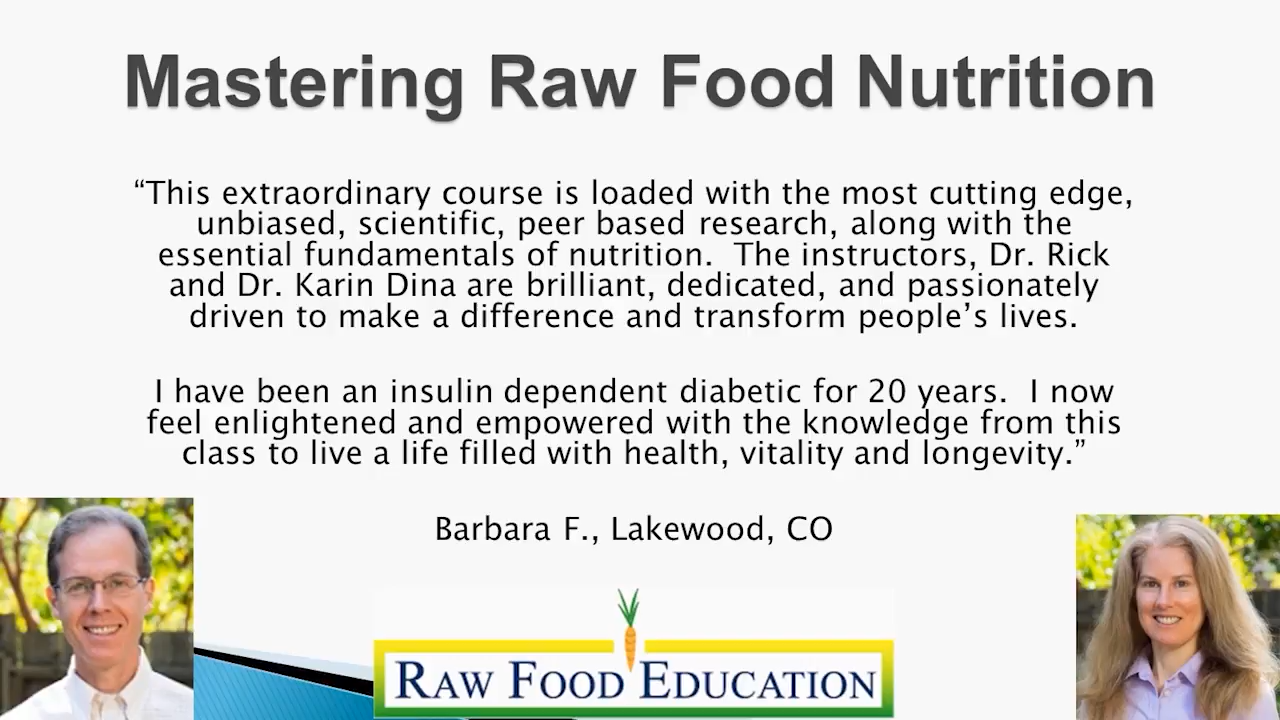 Mastering Raw Food Nutrition
“This extraordinary course is loaded with the most cutting edge,
unbiased, scientific, peer based research, along with the
essential fundamentals of nutrition.  The instructors, Dr. Rick
and Dr. Karin Dina are brilliant, dedicated, and passionately
driven to make a difference and transform people’s lives.
I have been an insulin dependent diabetic for 20 years.  I now
feel enlightened and empowered with the knowledge from this
class to live a life filled with health, vitality and longevity.”
Barbara F., Lakewood, CO
RAW FOOD EDUCATION